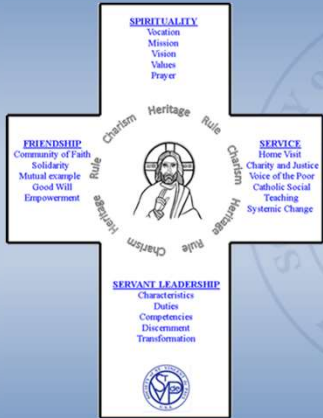 SPIRITUALITY
Vocation
Mission
Vision
Values
Prayer
Charism Heritage Rule
FRIENDSHIP
Community of Faith
Solidarity
Mutual example
Good Will
Empowerment
SERVICE
Home Visit
Charity and Justice
Voice of the Poor
Catholic Social
Teaching
Systemic Change
Charism Heritage Rule
Charism Heritage Rule
SERVANT LEADERSHIP
Characteristics
Duties
Competencies
Discernment
Transformation